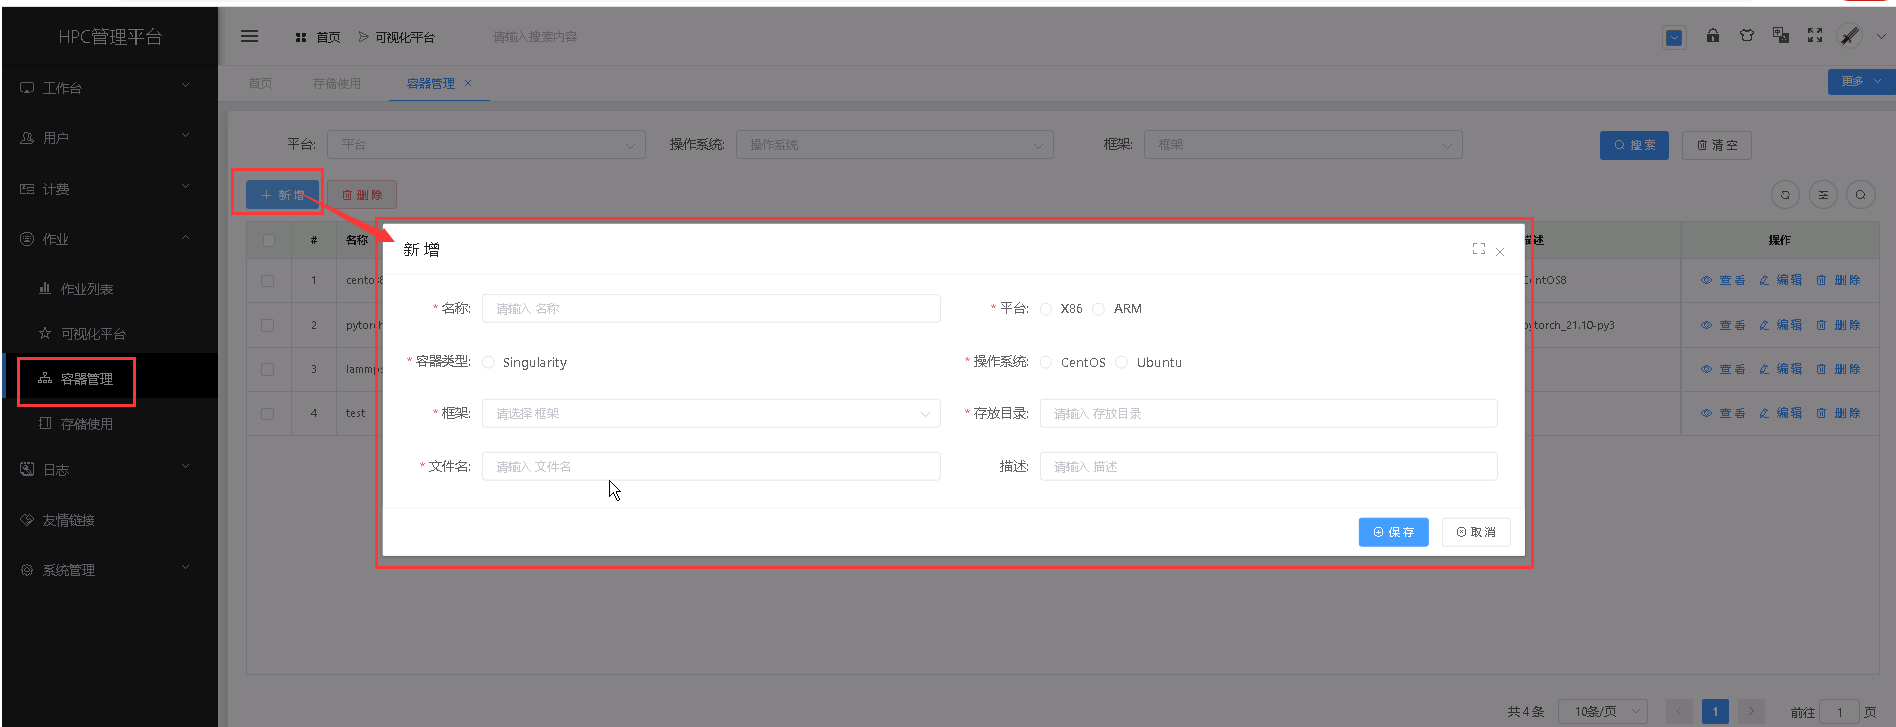 HPC管理平台
首页 可视化平台 请输入搜索内容
首页 存储使用 容器管理 × 更多
工作台
用户
计费
作业
作业列表
可视化平台
容器管理
存储使用
日志
友情链接
系统管理
平台: 平台 操作系统: 操作系统 框架: 框架 搜索 清空
+ 新增 删除
# 名称 描述 操作
1 centos8 CentOS8 查看 编辑 删除
2 pytorch pytorch_21.10-py3 查看 编辑 删除
3 lammps 查看 编辑 删除
4 test 查看 编辑 删除
新增
* 名称: 请输入 名称 * 平台: X86 ARM
* 容器类型: Singularity * 操作系统: CentOS Ubuntu
* 框架: 请选择 框架 * 存放目录: 请输入 存放目录
* 文件名: 请输入 文件名 描述: 请输入 描述
保存 取消
共 4 条 10条/页 < 1 > 前往 1 页